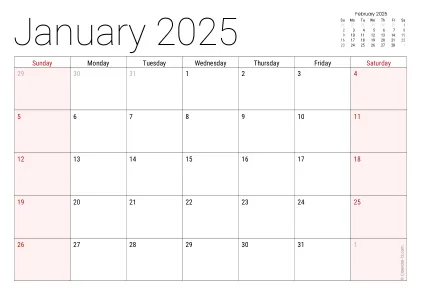 January 2025
February 2025
Su Mo Tu We Th Fr Sa
2 3 4 5 6 7 8
9 10 11 12 13 14 15
16 17 18 19 20 21 22
23 24 25 26 27 28
Sunday Monday Tuesday Wednesday Thursday Friday Saturday
29 30 31 1 2 3 4
5 6 7 8 9 10 11
12 13 14 15 16 17 18
19 20 21 22 23 24 25
26 27 28 29 30 31 1